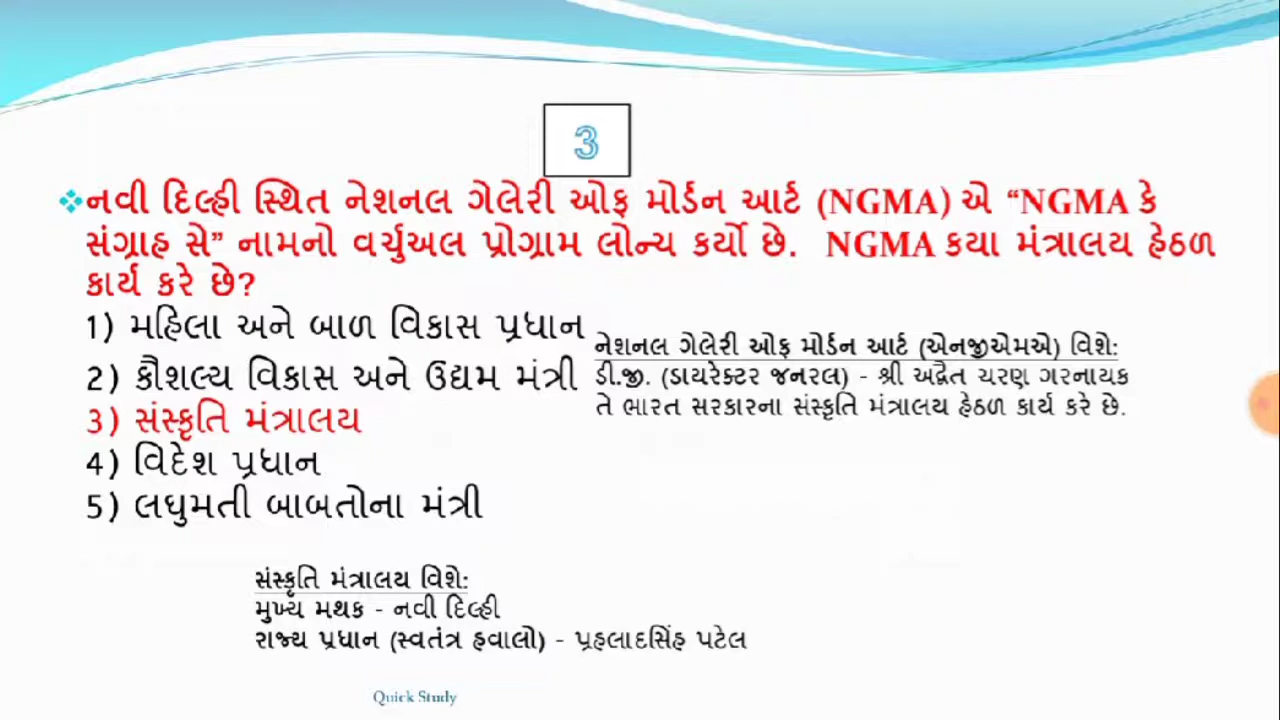 3
❖નવી દિલ્હી સ્થિત નેશનલ ગેલેરી ઓફ મોર્ડન આર્ટ (NGMA) એ “NGMA કે
સંગ્રાહ સે” નામનો વર્ચુઅલ પ્રોગ્રામ લોન્ચ કર્યો છે. NGMA કયા મંત્રાલય હેઠળ
કાર્ય કરે છે?
1) મહિલા અને બાળ વિકાસ પ્રધાન
2) કૌશલ્ય વિકાસ અને ઉદ્યમ મંત્રી
3) સંસ્કૃતિ મંત્રાલય
4) વિદેશ પ્રધાન
5) લઘુમતી બાબતોના મંત્રી
નેશનલ ગેલેરી ઓફ મોર્ડન આર્ટ (એનજીએમએ) વિશે:
ડી.જી. (ડાયરેક્ટર જનરલ) - શ્રી અદ્વૈત ચરણ ગરનાયક
તે ભારત સરકારના સંસ્કૃતિ મંત્રાલય હેઠળ કાર્ય કરે છે.
સંસ્કૃતિ મંત્રાલય વિશે:
મુખ્ય મથક - નવી દિલ્હી
રાજ્ય પ્રધાન (સ્વતંત્ર હવાલો) - પ્રહલાદસિંહ પટેલ
Quick Study